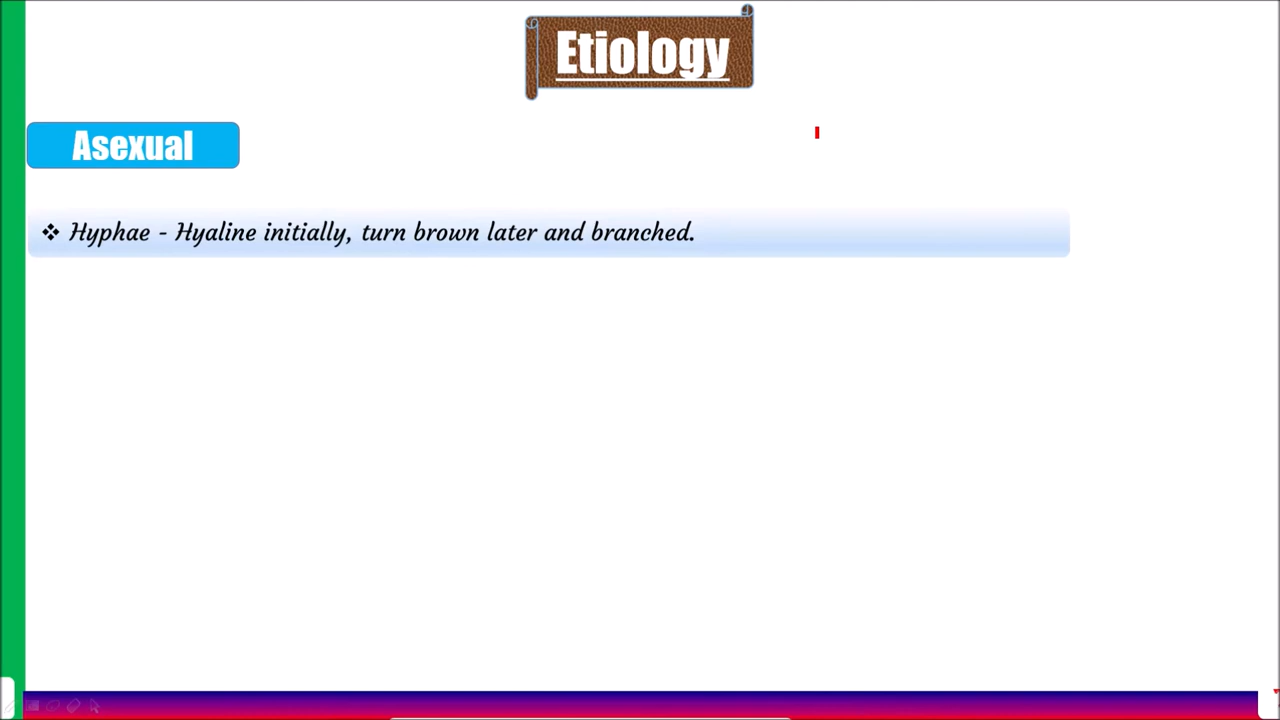 Etiology
Asexual
❖ Hyphae - Hyaline initially, turn brown later and branched.